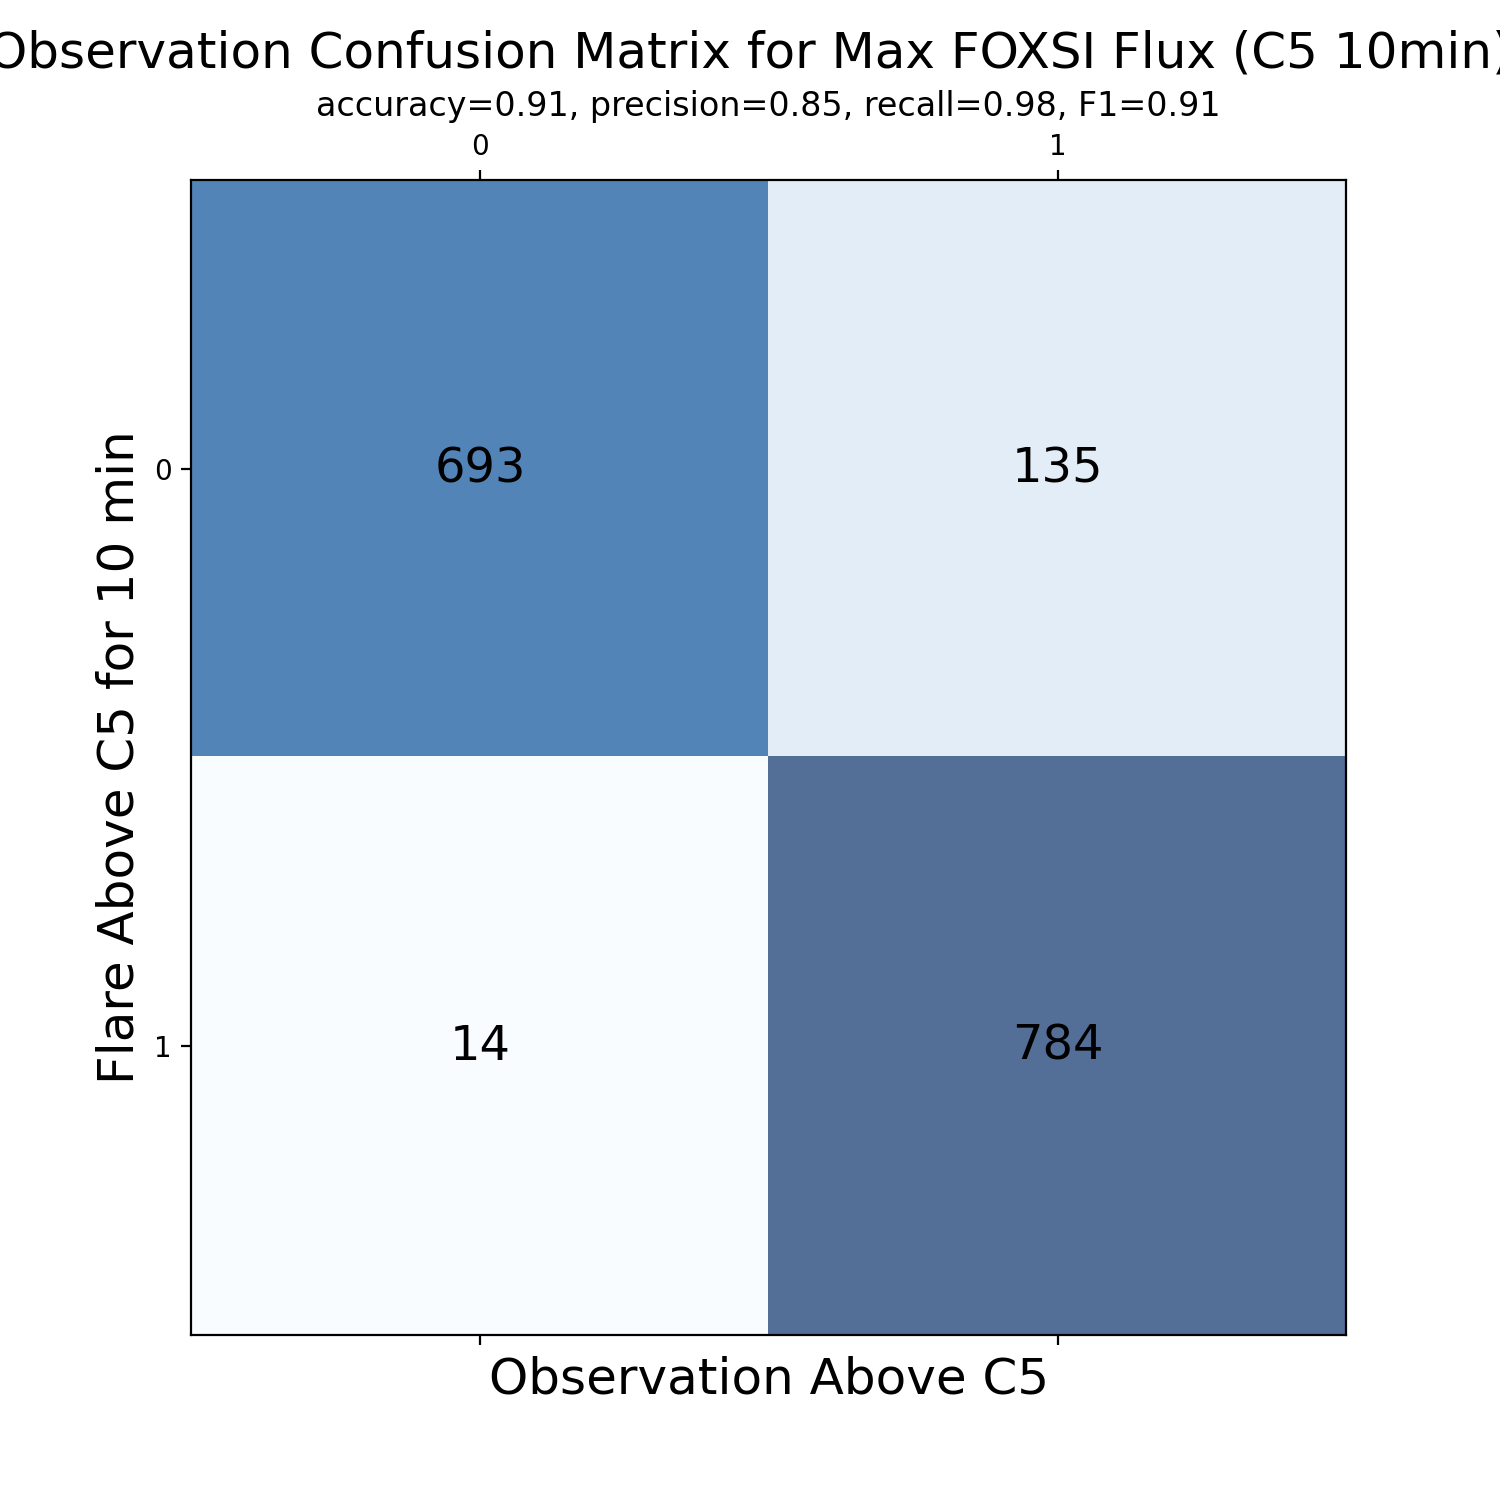 Observation Confusion Matrix for Max FOXSI Flux (C5 10min)
accuracy=0.91, precision=0.85, recall=0.98, F1=0.91
0 1
Flare Above C5 for 10 min
0
693 135
1
14 784
Observation Above C5